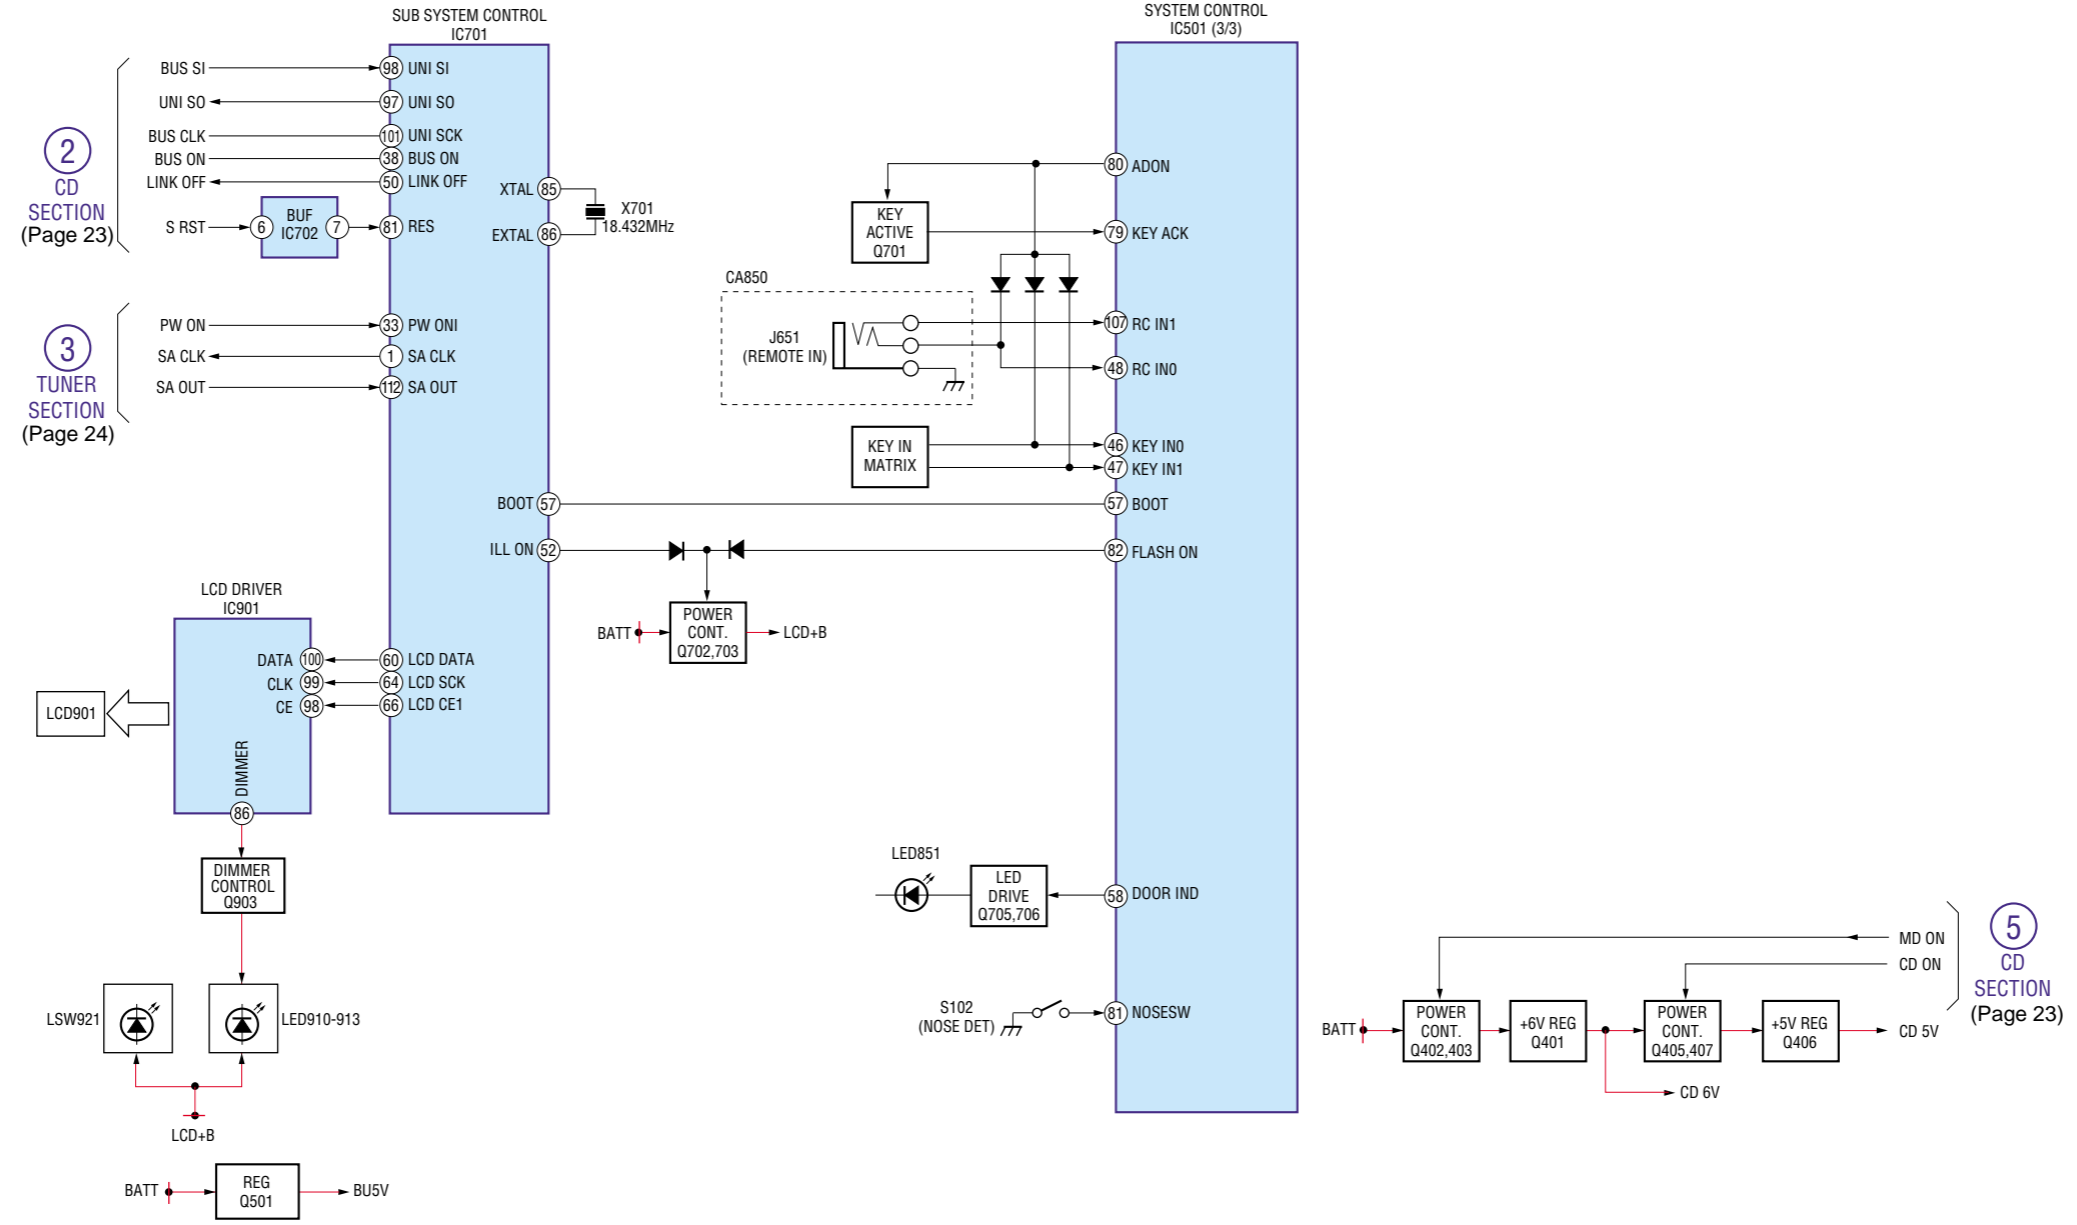 SUB SYSTEM CONTROL
IC701
BUS SI
98 UNI SI
UNI SO
97 UNI SO
BUS CLK
101 UNI SCK
BUS ON
38 BUS ON
LINK OFF
50 LINK OFF
S RST
6
BUF
IC702
7
81 RES
2
CD
SECTION
(Page 23)
XTAL 85
EXTAL 86
X701
18.432MHz
3
TUNER
SECTION
(Page 24)
PW ON
33 PW ONI
SA CLK
1 SA CLK
SA OUT
112 SA OUT
BOOT 57
ILL ON 52
60 LCD DATA
64 LCD SCK
66 LCD CE1
LCD DRIVER
IC901
DATA 100
CLK 99
CE 98
DIMMER
86
LCD901
DIMMER
CONTROL
Q903
LSW921
LED910-913
LCD+B
BATT
REG
Q501
BU5V
SYSTEM CONTROL
IC501 (3/3)
80 ADON
KEY
ACTIVE
Q701
79 KEY ACK
CA850
J651
(REMOTE IN)
107 RC IN1
48 RC IN0
KEY IN
MATRIX
46 KEY IN0
47 KEY IN1
57 BOOT
82 FLASH ON
BATT
POWER
CONT.
Q702,703
LCD+B
LED851
LED
DRIVE
Q705,706
58 DOOR IND
S102
(NOSE DET)
81 NOSESW
MD ON
CD ON
5
CD
SECTION
(Page 23)
BATT
POWER
CONT.
Q402,403
+6V REG
Q401
POWER
CONT.
Q405,407
+5V REG
Q406
CD 5V
CD 6V